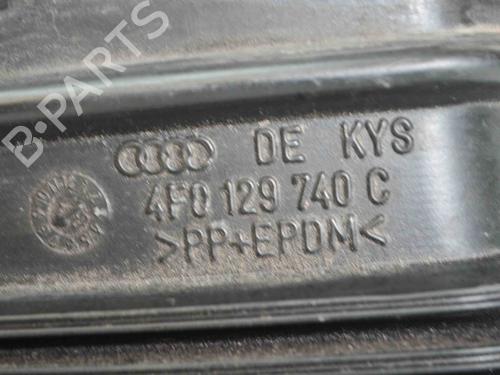 B-PARTS
DE KYS
4F0 129 740 C
>PP+EPDM<